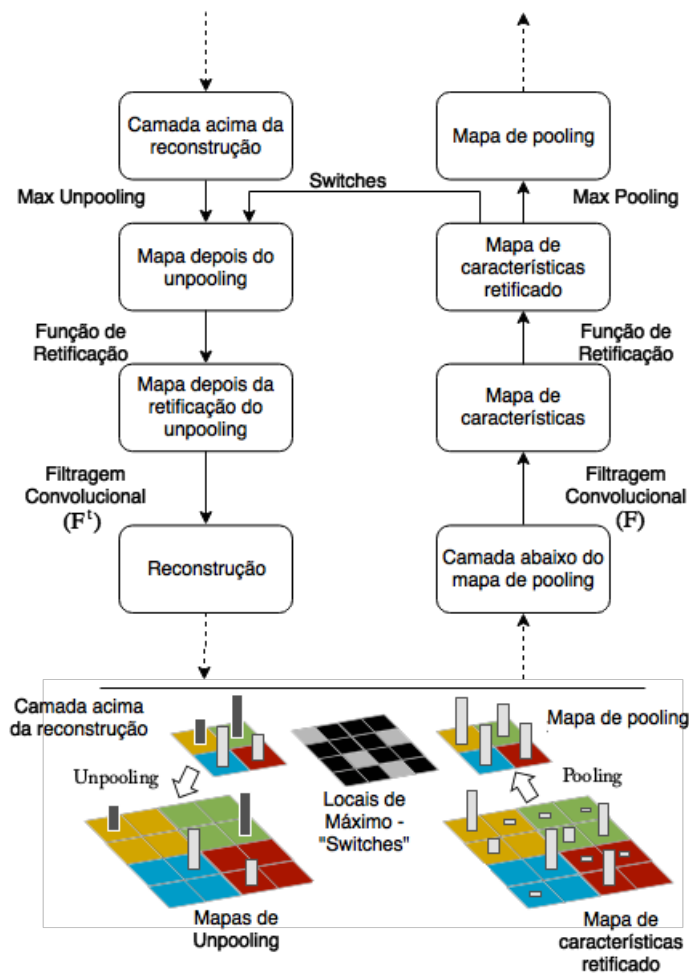 Camada acima da
reconstrução
Mapa de pooling
Max Unpooling
Switches
Max Pooling
Mapa depois do
unpooling
Mapa de
características
retificado
Função de
Retificação
Função de
Retificação
Mapa depois da
retificação do
unpooling
Mapa de
características
Filtragem
Convolucional
(Fᵗ)
Filtragem
Convolucional
(F)
Reconstrução
Camada abaixo do
mapa de pooling
Camada acima
da reconstrução
Mapa de pooling
Unpooling
Locais de
Máximo -
"Switches"
Pooling
Mapas de
Unpooling
Mapa de
características
retificado